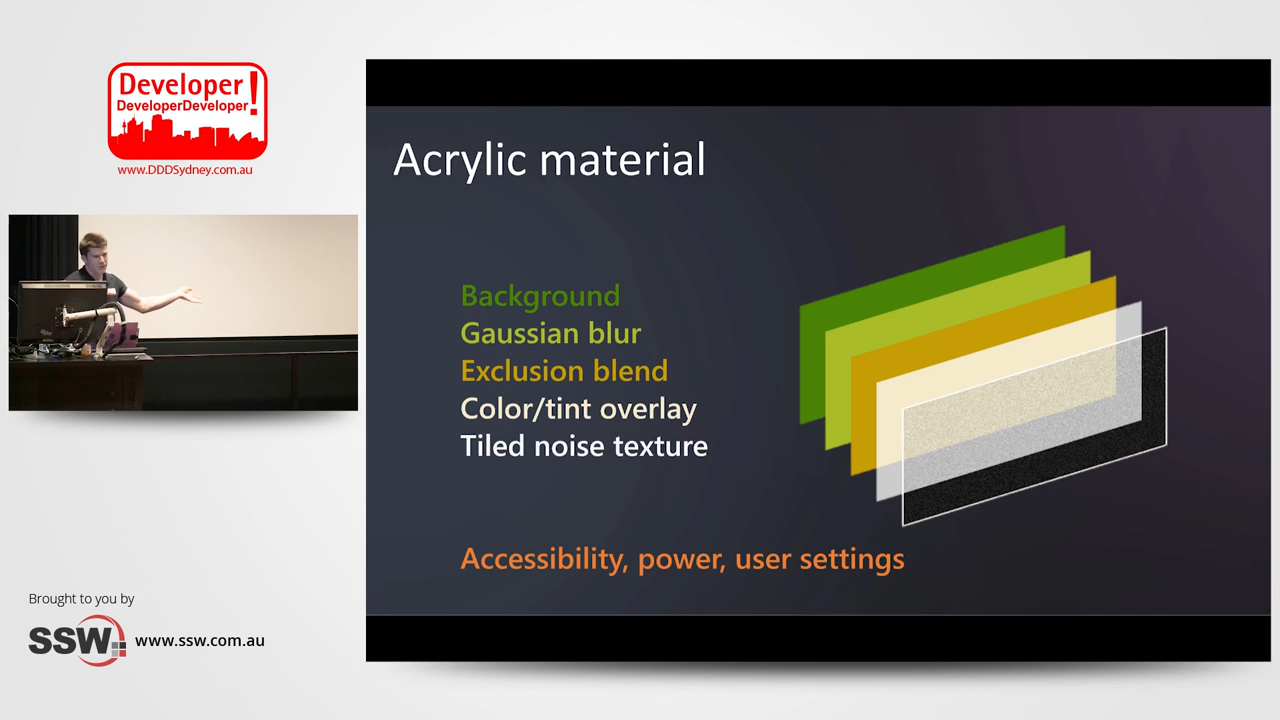 Developer!
DeveloperDeveloper
www.DDDSydney.com.au
Acrylic material
Background
Gaussian blur
Exclusion blend
Color/tint overlay
Tiled noise texture
Accessibility, power, user settings
Brought to you by
SSW
www.ssw.com.au